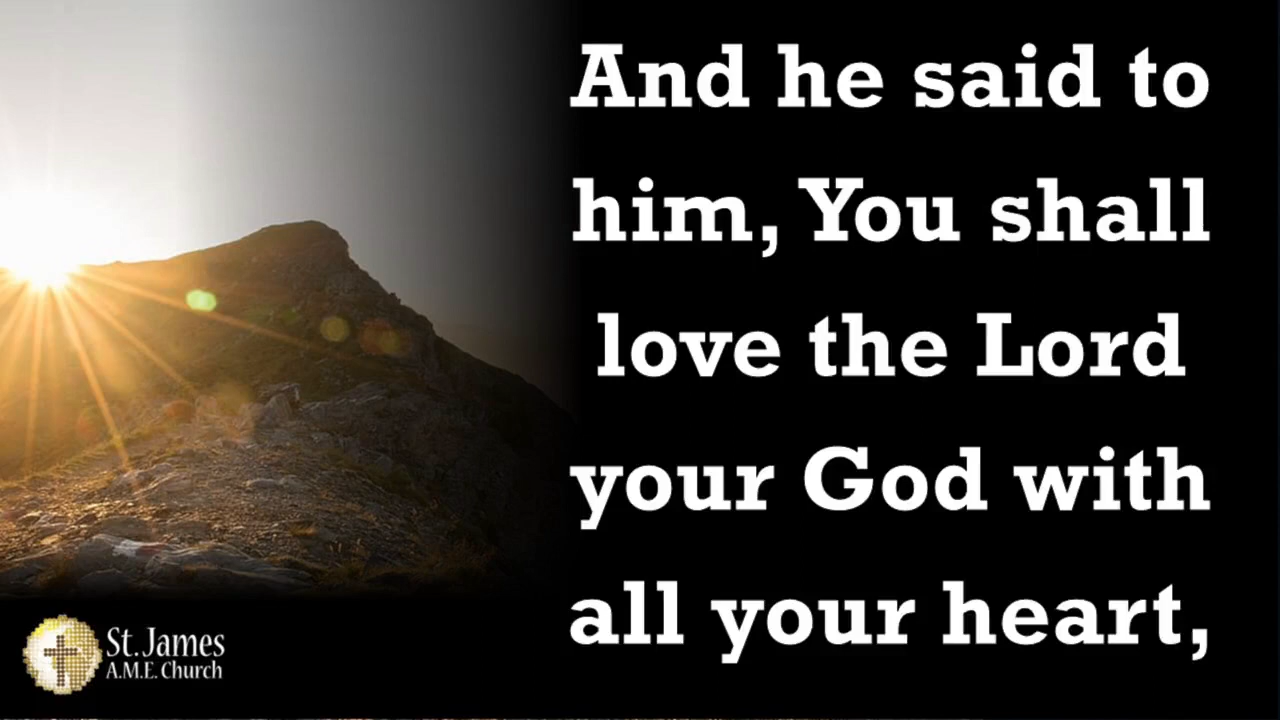 And he said to
him, You shall
love the Lord
your God with
all your heart,
St. James
A.M.E. Church